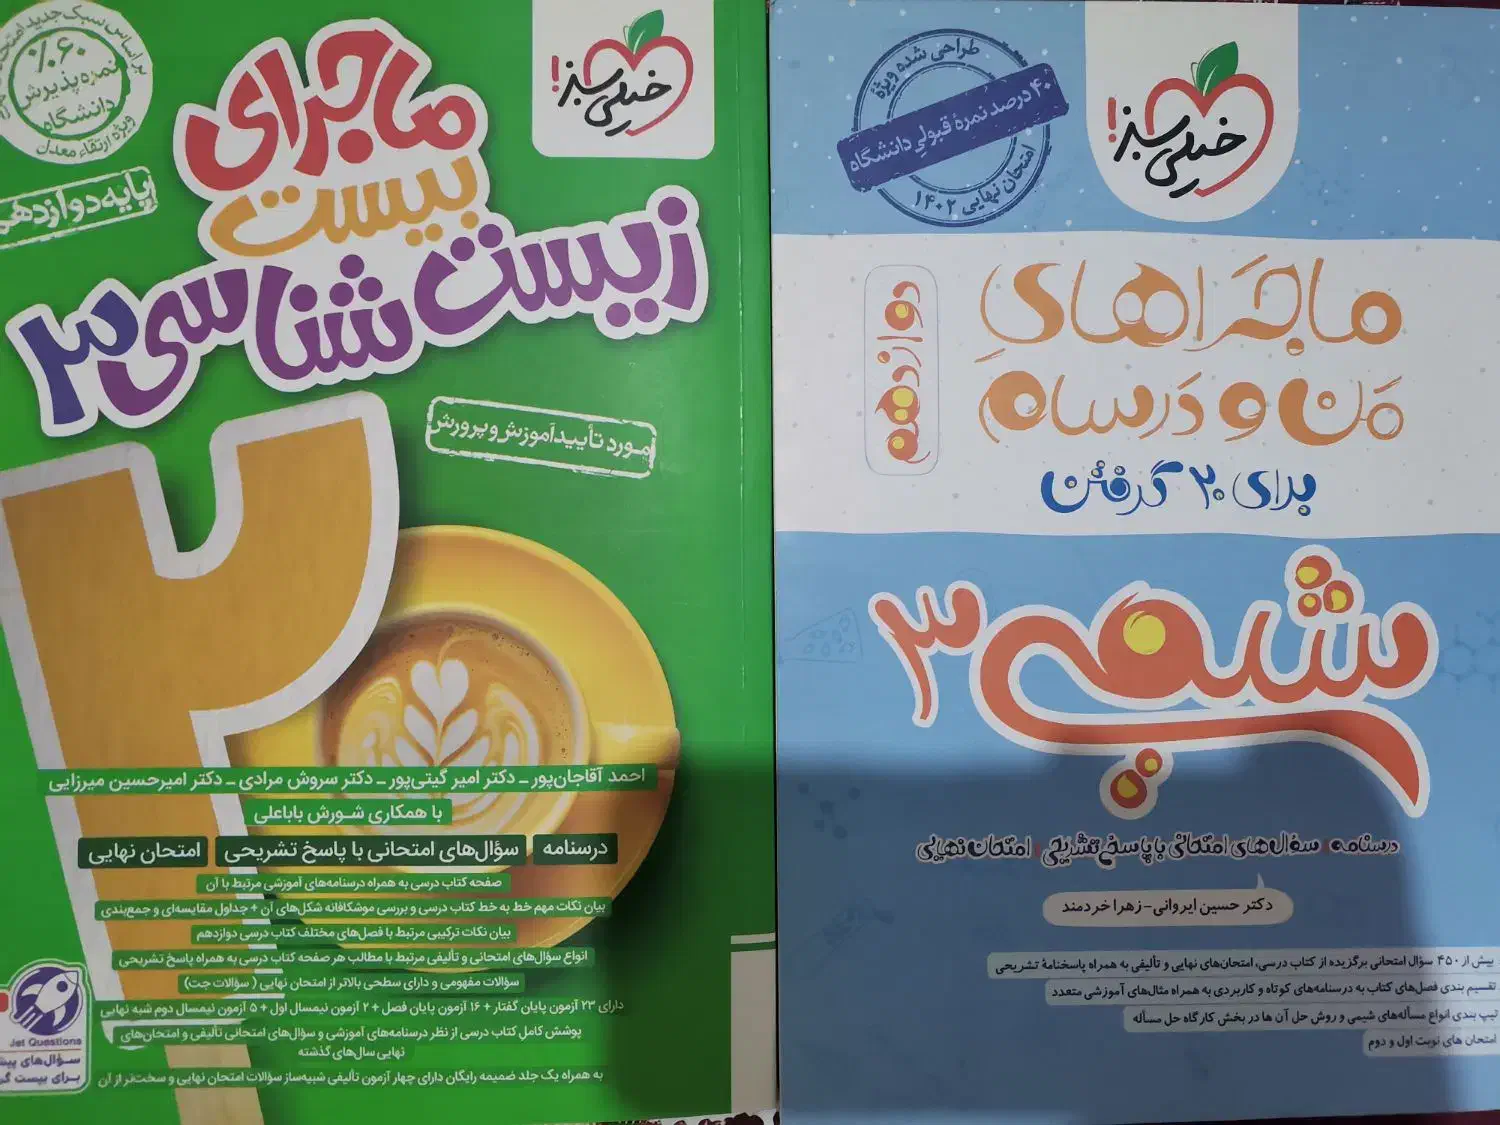 خیلی سبز!
براساس سبک جدید
۶۰٪
نمره پذیرش
دانشگاه
ویژه ارتقاء معدل
پایه دوازدهم
ماجرای
بیست
زیست شناسی ۳
مورد تأیید آموزش و پرورش
۲
احمد آقاجان‌پور - دکتر امیر گیتی‌پور - دکتر سروش مرادی - دکتر امیرحسین میرزایی
با همکاری شورش باباعلی
درسنامه سؤال‌های امتحانی با پاسخ تشریحی امتحان نهایی
صفحه کتاب درسی به همراه درسنامه‌های آموزشی مرتبط با آن
بیان نکات مهم خط به خط کتاب درسی و بررسی موشکافانه شکل‌های آن + جداول مقایسه‌ای و جمع‌بندی
بیان نکات ترکیبی مرتبط با فصل‌های مختلف کتاب درسی دوازدهم
انواع سؤال‌های امتحانی و تألیفی مرتبط با مطالب هر صفحه کتاب درسی به همراه پاسخ تشریحی
سؤالات مفهومی و دارای سطحی بالاتر از امتحان نهایی ( سؤالات جت)
دارای ۲۳ آزمون پایان گفتار + ۱۶ آزمون پایان فصل + ۲ آزمون نیمسال اول + ۵ آزمون نیمسال دوم شبه نهایی
پوشش کامل کتاب درسی از نظر درسنامه‌های آموزشی و سؤال‌های امتحانی تألیفی و امتحان‌های
نهایی سال‌های گذشته
به همراه یک جلد ضمیمه رایگان دارای چهار آزمون تألیفی شبیه‌ساز سؤالات امتحان نهایی و سخت‌تر از آن
Jet Questions
سؤال‌های
برای بیست
خیلی سبز!
طراحی شده ویژۀ
۴۰ درصد نمرۀ قبولی دانشگاه
امتحان نهایی ۱۴۰۲
ماجراهایِ
من و درسام
دوازدهم
برای ۲۰ گرفتن
شیمی ۳
درسنامه سؤال‌های امتحانی با پاسخ تشریحی امتحان نهایی
دکتر حسین ایروانی - زهرا خردمند
بیش از ۴۵۰ سؤال امتحانی برگزیده از کتاب درسی، امتحان‌های نهایی و تألیفی به همراه پاسخنامۀ تشریحی
تقسیم بندی فصل‌های کتاب به درسنامه‌های کوتاه و کاربردی به همراه مثال‌های آموزشی متعدد
تیپ بندی انواع مسأله‌های شیمی و روش حل آن ها در بخش کارگاه حل مسأله
امتحان های نوبت اول و دوم